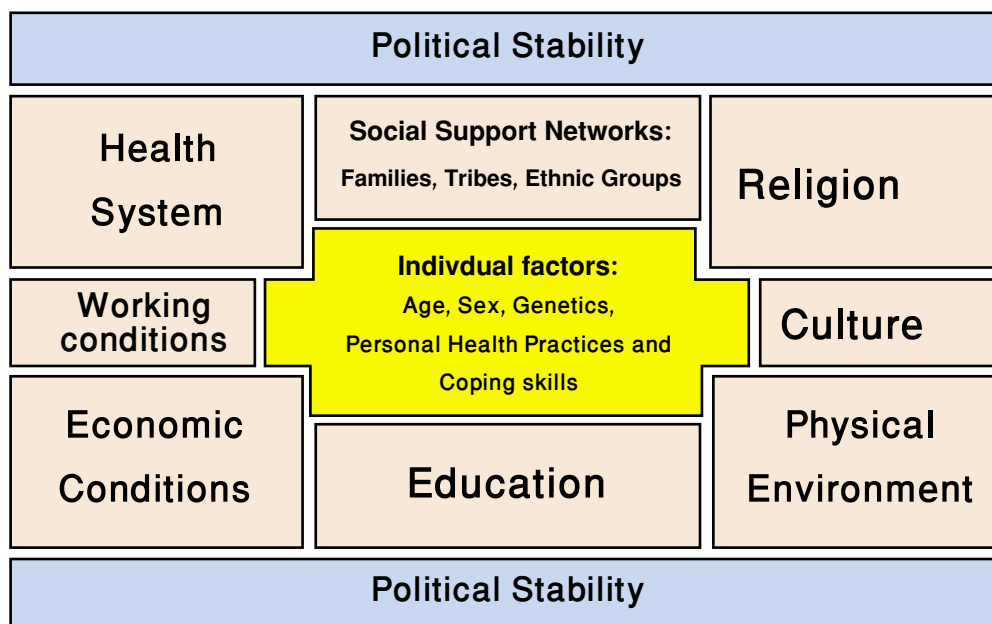 Political Stability
Health
System
Social Support Networks:
Families, Tribes, Ethnic Groups
Religion
Indivdual factors:
Age, Sex, Genetics,
Personal Health Practices and
Coping skills
Working
conditions
Culture
Economic
Conditions
Education
Physical
Environment
Political Stability